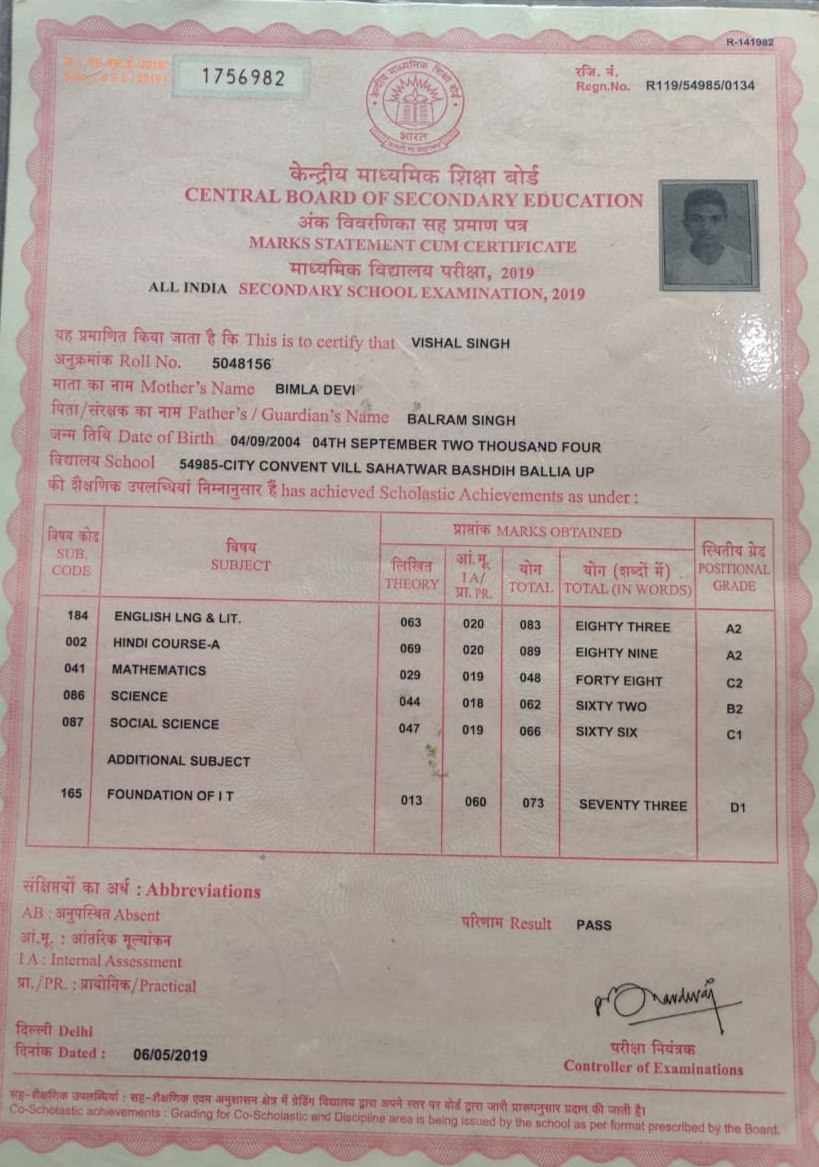 R-141982
1756982
रजि. नं.
Regn.No. R119/54985/0134
केन्द्रीय माध्यमिक शिक्षा बोर्ड
भारत
केन्द्रीय माध्यमिक शिक्षा बोर्ड
CENTRAL BOARD OF SECONDARY EDUCATION
अंक विवरणिका सह प्रमाण पत्र
MARKS STATEMENT CUM CERTIFICATE
माध्यमिक विद्यालय परीक्षा, 2019
ALL INDIA SECONDARY SCHOOL EXAMINATION, 2019
यह प्रमाणित किया जाता है कि This is to certify that VISHAL SINGH
अनुक्रमांक Roll No. 5048156
माता का नाम Mother's Name BIMLA DEVI
पिता/संरक्षक का नाम Father's / Guardian's Name BALRAM SINGH
जन्म तिथि Date of Birth 04/09/2004 04TH SEPTEMBER TWO THOUSAND FOUR
विद्यालय School 54985-CITY CONVENT VILL SAHATWAR BASHDIH BALLIA UP
की शैक्षणिक उपलब्धियां निम्नानुसार हैं has achieved Scholastic Achievements as under :
विषय कोड SUB. CODE विषय SUBJECT प्राप्तांक MARKS OBTAINED स्थितीय ग्रेड POSITIONAL GRADE
लिखित THEORY आं.मू. I A/ प्रा. PR. योग TOTAL योग (शब्दों में) TOTAL (IN WORDS)
184 ENGLISH LNG & LIT. 063 020 083 EIGHTY THREE A2
002 HINDI COURSE-A 069 020 089 EIGHTY NINE A2
041 MATHEMATICS 029 019 048 FORTY EIGHT C2
086 SCIENCE 044 018 062 SIXTY TWO B2
087 SOCIAL SCIENCE 047 019 066 SIXTY SIX C1
ADDITIONAL SUBJECT
165 FOUNDATION OF I T 013 060 073 SEVENTY THREE D1
संक्षिप्तियों का अर्थ : Abbreviations
AB : अनुपस्थित Absent
परिणाम Result PASS
आं.मू. : आंतरिक मूल्यांकन
I A : Internal Assessment
प्रा./PR. : प्रायोगिक/Practical
दिल्ली Delhi
दिनांक Dated : 06/05/2019
परीक्षा नियंत्रक
Controller of Examinations
सह-शैक्षणिक उपलब्धियां : सह-शैक्षणिक एवम अनुशासन क्षेत्र में ग्रेडिंग विद्यालय द्वारा अपने स्तर पर बोर्ड द्वारा जारी प्रारूपनुसार प्रदान की जाती है।
Co-Scholastic achievements : Grading for Co-Scholastic and Discipline area is being issued by the school as per format prescribed by the Board.